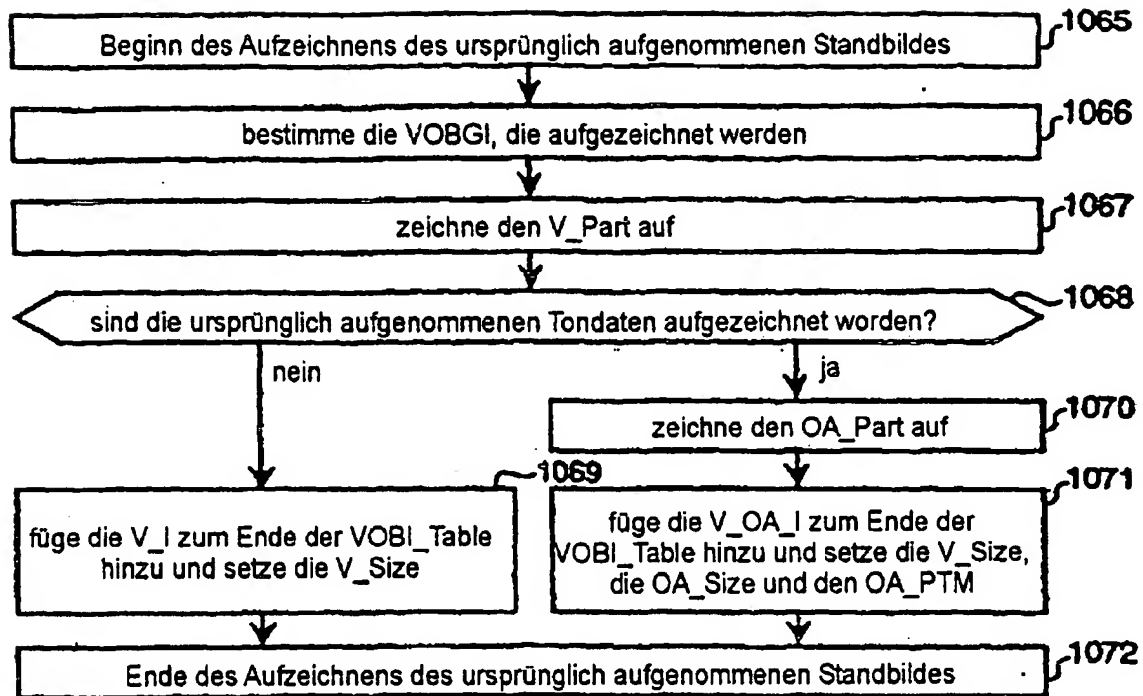 1065
Beginn des Aufzeichnens des ursprünglich aufgenommenen Standbildes
1066
bestimme die VOBGI, die aufgezeichnet werden
1067
zeichne den V_Part auf
1068
sind die ursprünglich aufgenommenen Tondaten aufgezeichnet worden?
nein
ja
1070
zeichne den OA_Part auf
1069
füge die V_I zum Ende der VOBI_Table
hinzu und setze die V_Size
1071
füge die V_OA_I zum Ende der
VOBI_Table hinzu und setze die V_Size,
die OA_Size und den OA_PTM
1072
Ende des Aufzeichnens des ursprünglich aufgenommenen Standbildes